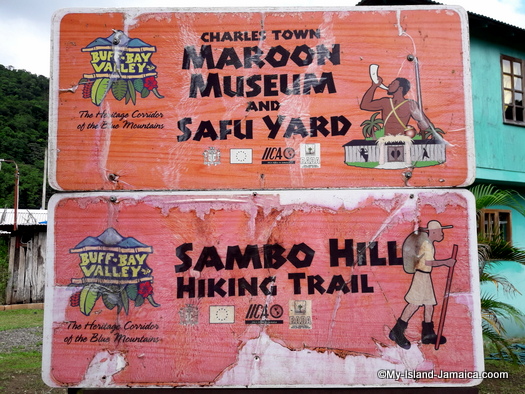 CHARLES TOWN
MAROON
MUSEUM
AND
SAFU YARD
BUFF-BAY
VALLEY
The Heritage Corridor
of the Blue Mountains
IICA
SAMBO HILL
HIKING TRAIL
BUFF-BAY
VALLEY
The Heritage Corridor
of the Blue Mountains
IICA
RADA
©My-Island-Jamaica.com